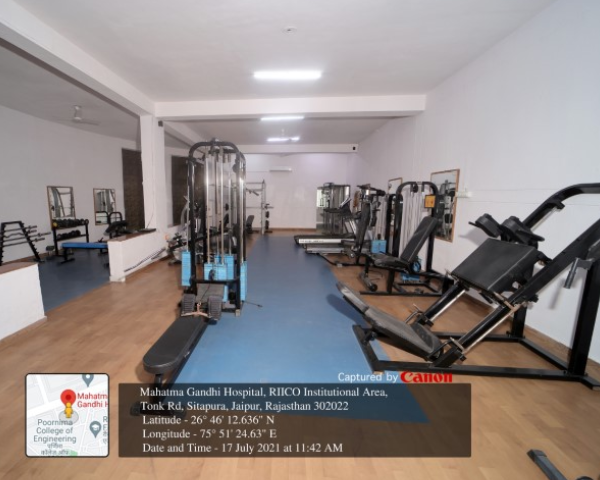 Captured by Canon
Mahatma
Gandhi H
Poornima
College of
Engineering
R
Mahatma Gandhi Hospital, RIICO Institutional Area,
Tonk Rd, Sitapura, Jaipur, Rajasthan 302022
Latitude - 26° 46' 12.636" N
Longitude - 75° 51' 24.63" E
Date and Time - 17 July 2021 at 11:42 AM